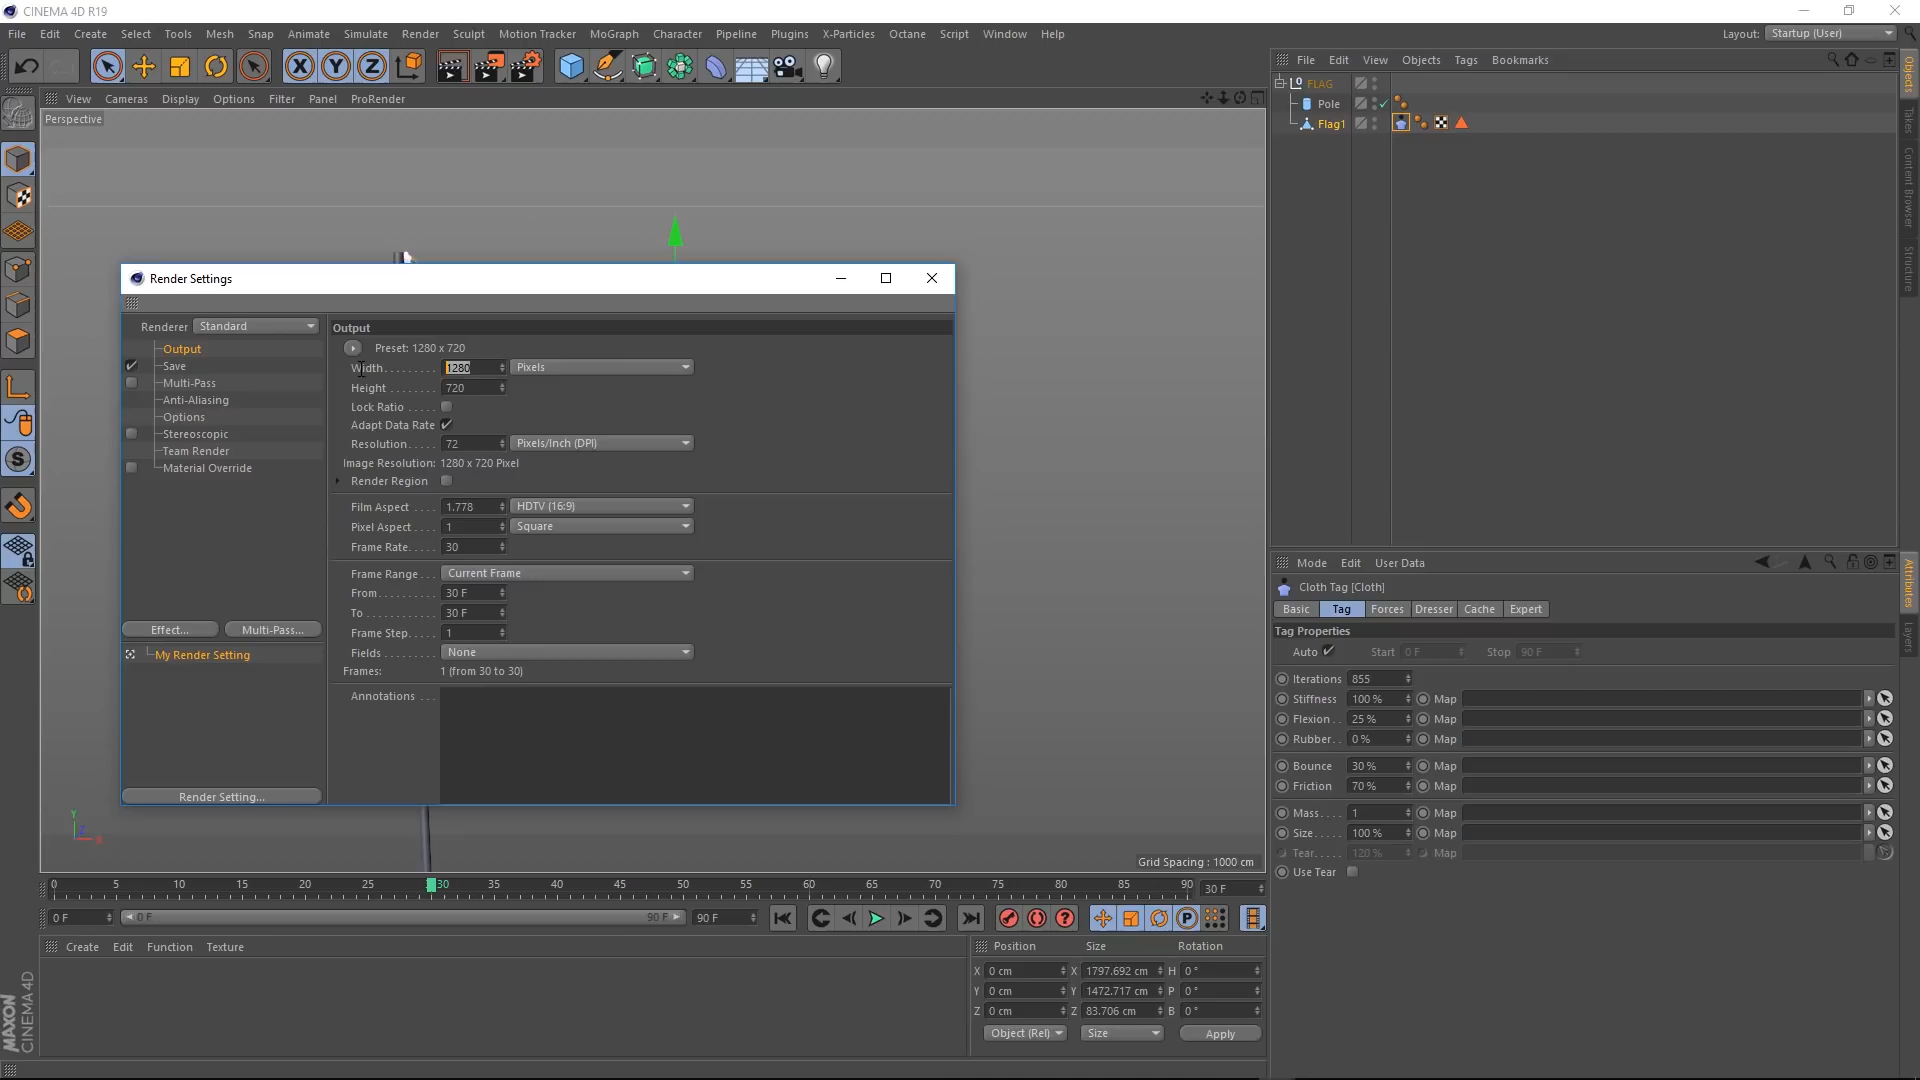 CINEMA 4D R19
File Edit Create Select Tools Mesh Snap Animate Simulate Render Sculpt Motion Tracker MoGraph Character Pipeline Plugins X-Particles Octane Script Window Help
Layout: Startup (User)
X Y Z
View Cameras Display Options Filter Panel ProRender
Perspective
File Edit View Objects Tags Bookmarks
FLAG
Pole
Flag1
Objects
Takes
Content Browser
Structure
Render Settings
Renderer Standard
Output
Save
Multi-Pass
Anti-Aliasing
Options
Stereoscopic
Team Render
Material Override
Effect... Multi-Pass...
My Render Setting
Render Setting...
Output
Preset: 1280 x 720
Width 1280 Pixels
Height 720
Lock Ratio
Adapt Data Rate
Resolution 72 Pixels/Inch (DPI)
Image Resolution: 1280 x 720 Pixel
Render Region
Film Aspect 1.778 HDTV (16:9)
Pixel Aspect 1 Square
Frame Rate 30
Frame Range Current Frame
From 30 F
To 30 F
Frame Step 1
Fields None
Frames: 1 (from 30 to 30)
Annotations
S
Y
Z
X
Grid Spacing : 1000 cm
0 5 10 15 20 25 30 35 40 45 50 55 60 65 70 75 80 85 90 30 F
0 F 0 F 90 F 90 F
P
Create Edit Function Texture
MAXON
CINEMA 4D
Position Size Rotation
X 0 cm X 1797.692 cm H 0 °
Y 0 cm Y 1472.717 cm P 0 °
Z 0 cm Z 83.706 cm B 0 °
Object (Rel) Size Apply
Mode Edit User Data
Cloth Tag [Cloth]
Basic Tag Forces Dresser Cache Expert
Tag Properties
Auto Start 0 F Stop 90 F
Iterations 855
Stiffness 100 % Map
Flexion 25 % Map
Rubber 0 % Map
Bounce 30 % Map
Friction 70 % Map
Mass 1 Map
Size 100 % Map
Tear 120 % Map
Use Tear
Attributes
Layers